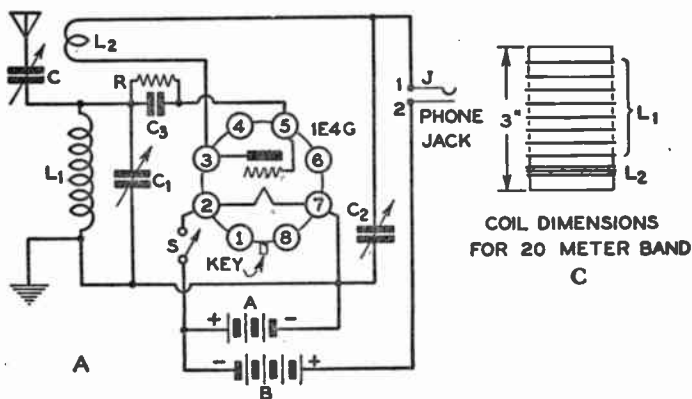 L2
C
R
C3
L1
C1
1E4G
4
5
3
6
2
7
1
8
S
KEY
C2
1
J
2
PHONE
JACK
+
A
-
-
B
+
A
3"
L1
L2
COIL DIMENSIONS
FOR 20 METER BAND
C